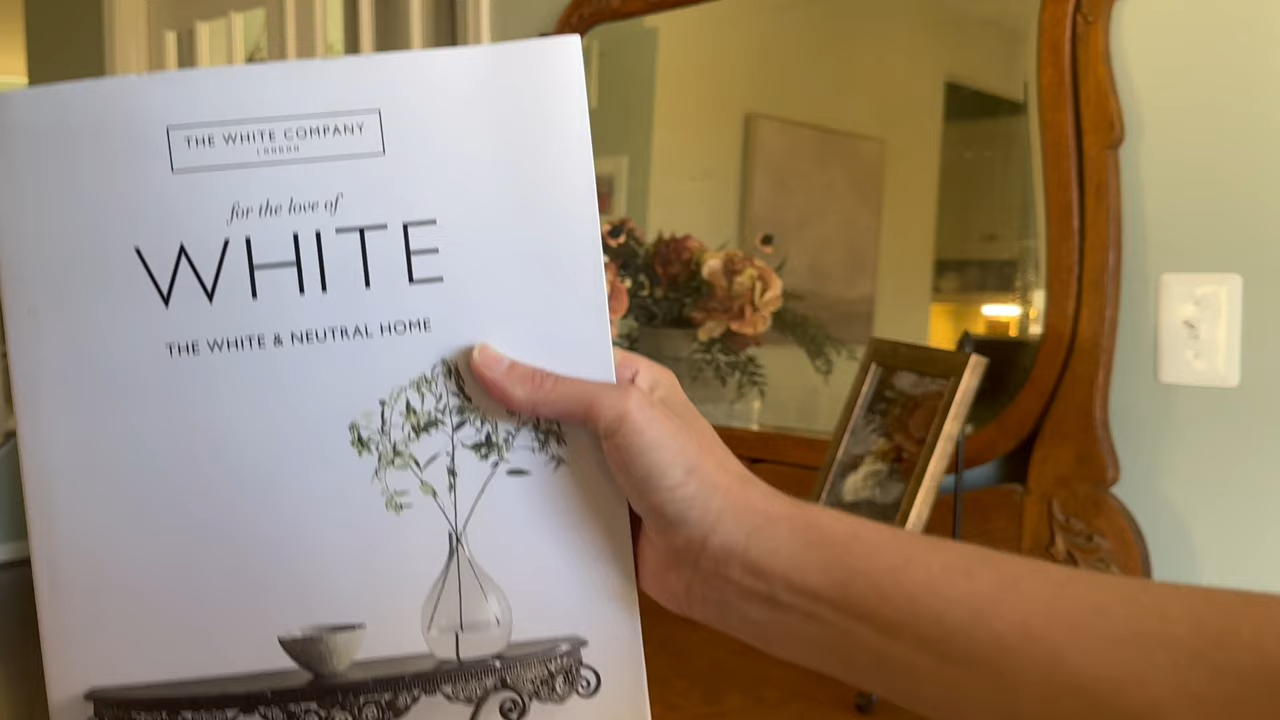 THE WHITE COMPANY
LONDON
for the love of
WHITE
THE WHITE & NEUTRAL HOME